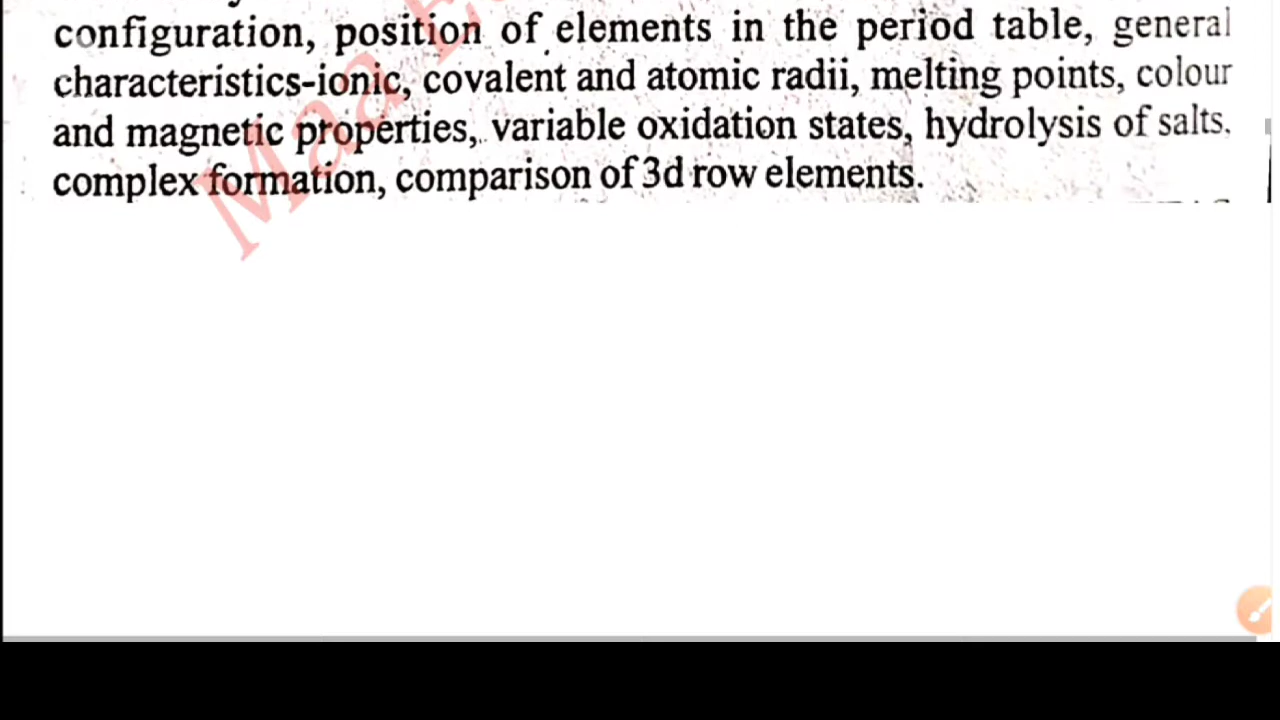 configuration, position of elements in the period table, general
characteristics-ionic, covalent and atomic radii, melting points, colour
and magnetic properties, variable oxidation states, hydrolysis of salts.
complex formation, comparison of 3d row elements.
Maa